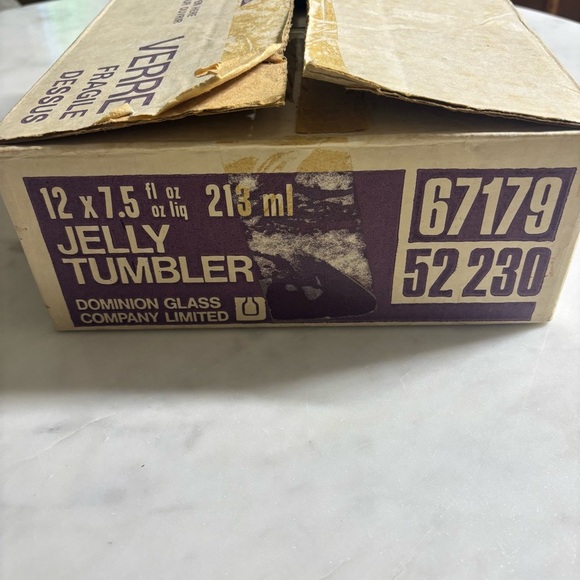 VERRE
FRAGILE
DESSUS
12 x 7.5 fl oz oz liq 213 ml
JELLY
TUMBLER
DOMINION GLASS
COMPANY LIMITED
67179
52 230